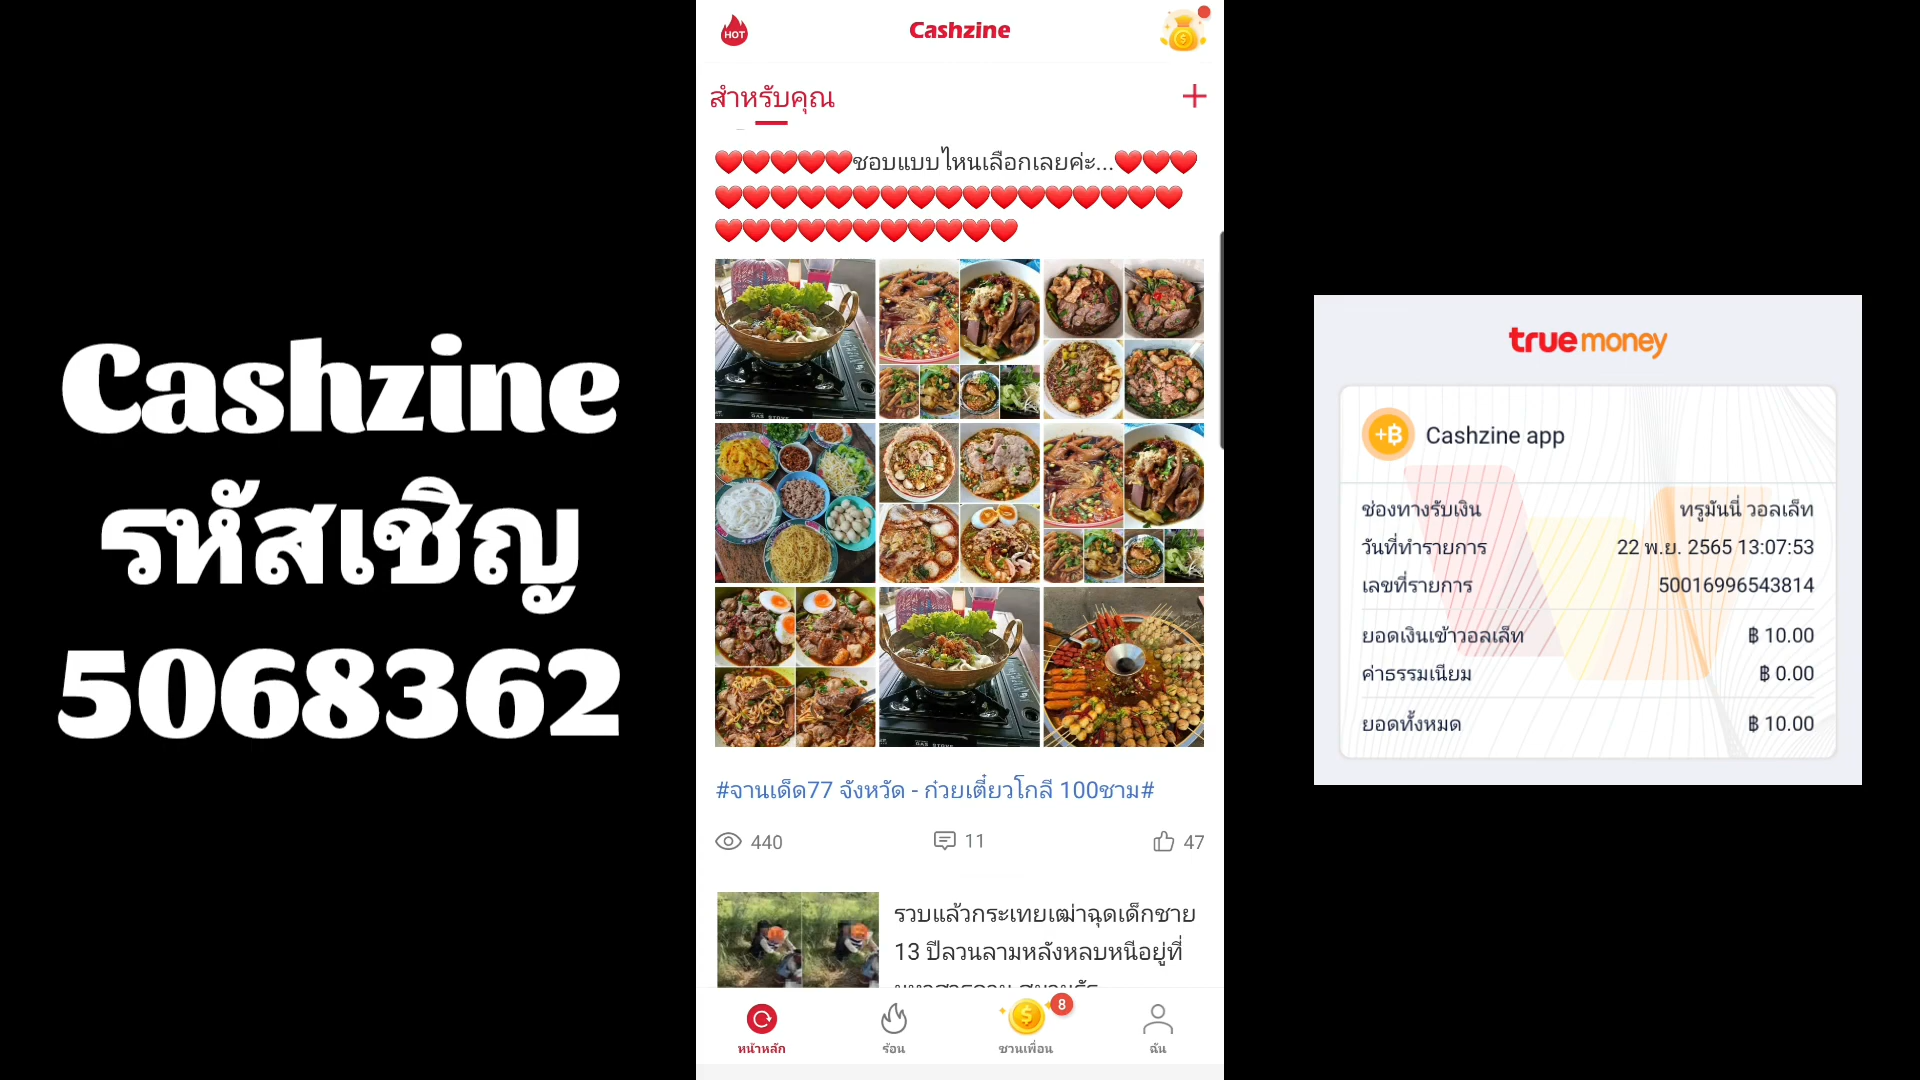 Cashzine
รหัสเชิญ
5068362
HOT
Cashzine
สำหรับคุณ
❤️❤️❤️❤️❤️ชอบแบบไหนเลือกเลยค่ะ...❤️❤️❤️
❤️❤️❤️❤️❤️❤️❤️❤️❤️❤️❤️❤️❤️❤️❤️❤️❤️
❤️❤️❤️❤️❤️❤️❤️❤️❤️❤️❤️
#จานเด็ด77 จังหวัด - ก๋วยเตี๋ยวโกลี 100ชาม#
440
11
47
รวบแล้วกระเทยเฒ่าฉุดเด็กชาย
13 ปีลวนลามหลังหลบหนีอยู่ที่
8
หน้าหลัก
ร้อน
ชวนเพื่อน
ฉัน
truemoney
+฿
Cashzine app
ช่องทางรับเงิน ทรูมันนี่ วอลเล็ท
วันที่ทำรายการ 22 พ.ย. 2565 13:07:53
เลขที่รายการ 50016996543814
ยอดเงินเข้าวอลเล็ท ฿ 10.00
ค่าธรรมเนียม ฿ 0.00
ยอดทั้งหมด ฿ 10.00